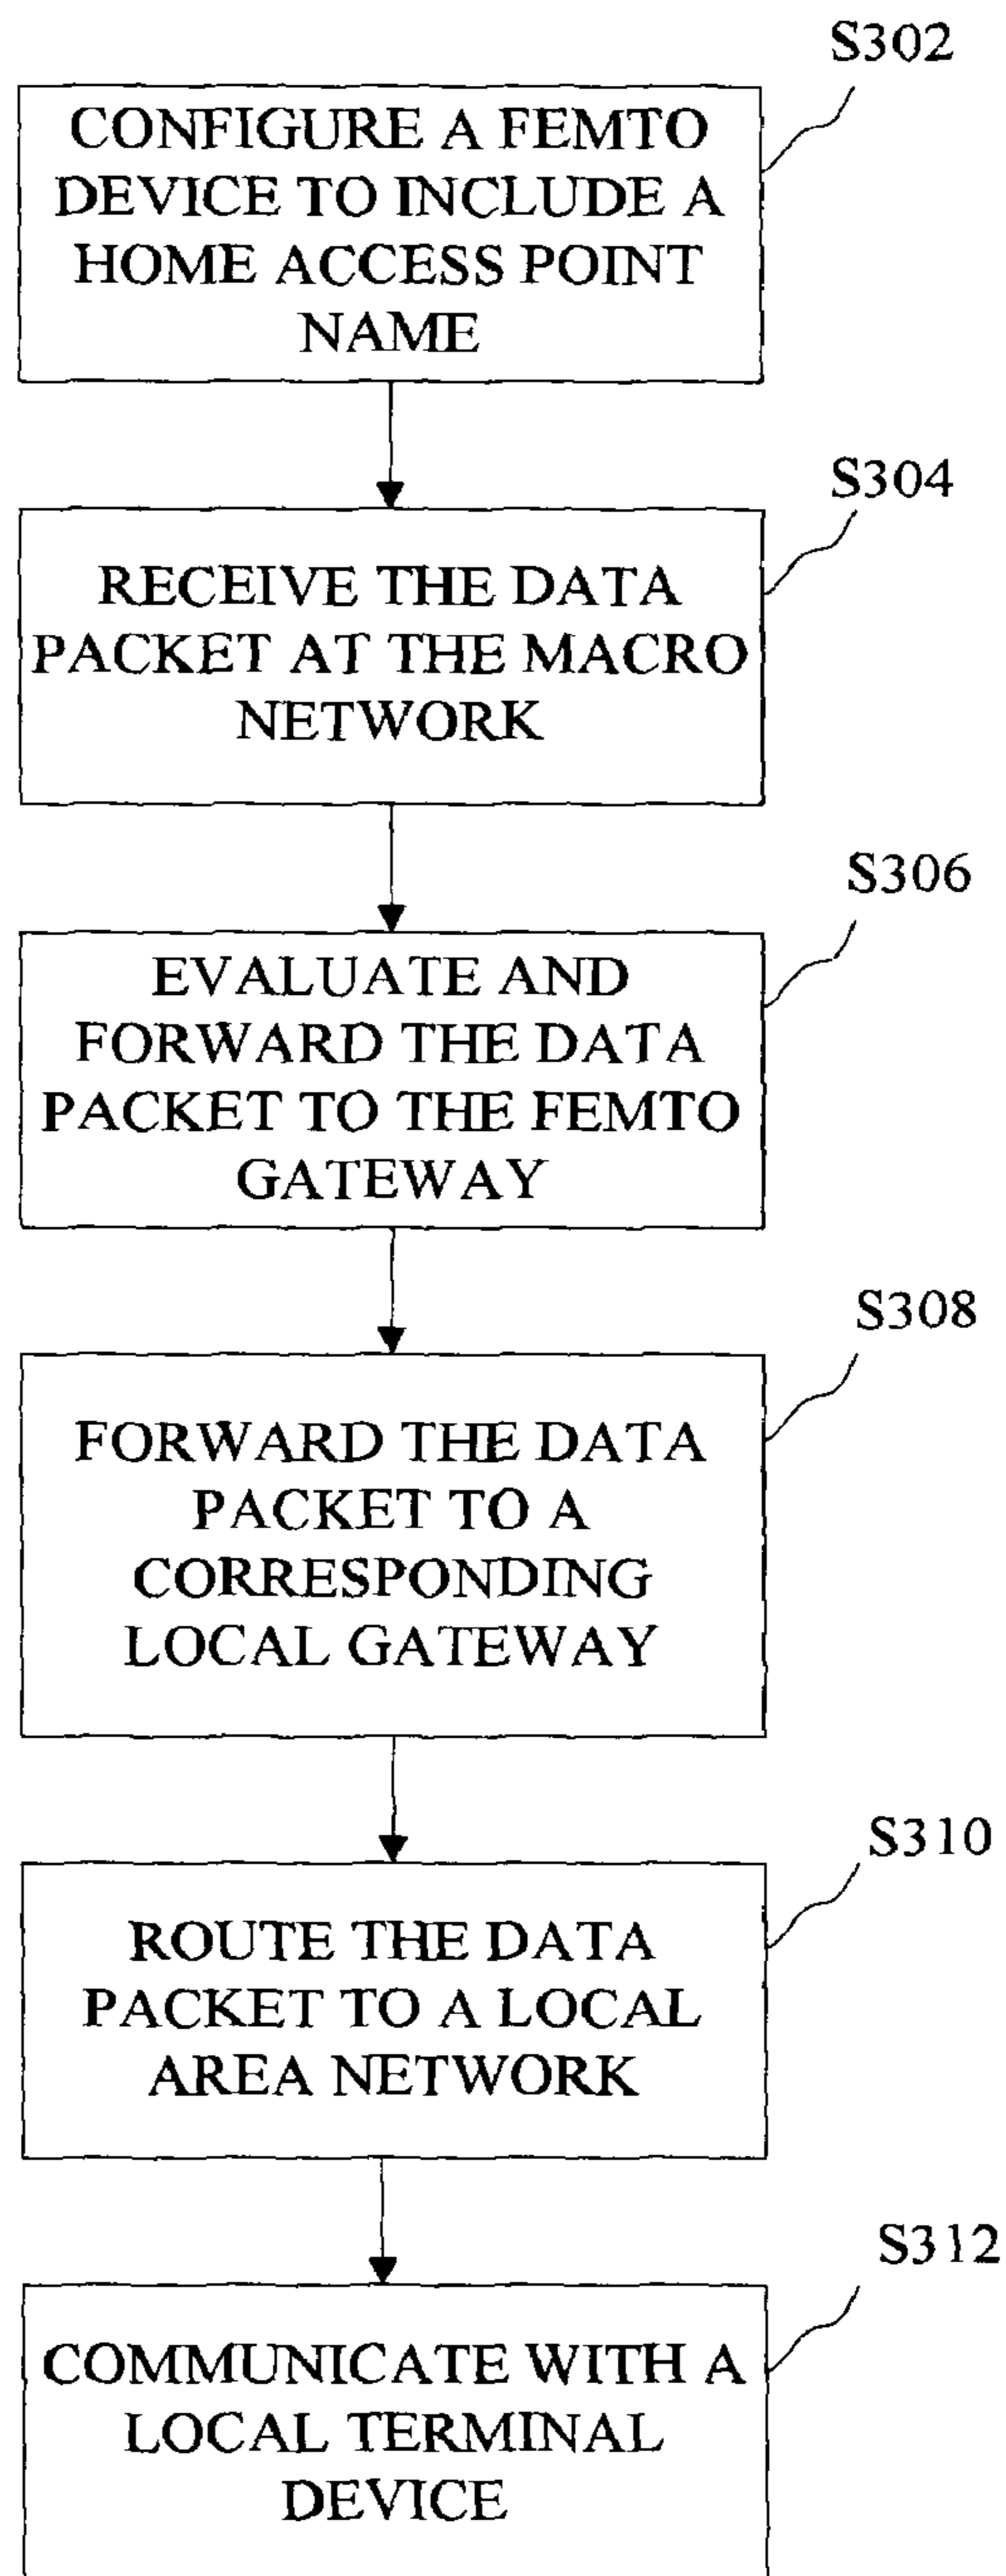 S302
CONFIGURE A FEMTO
DEVICE TO INCLUDE A
HOME ACCESS POINT
NAME
S304
RECEIVE THE DATA
PACKET AT THE MACRO
NETWORK
S306
EVALUATE AND
FORWARD THE DATA
PACKET TO THE FEMTO
GATEWAY
S308
FORWARD THE DATA
PACKET TO A
CORRESPONDING
LOCAL GATEWAY
S310
ROUTE THE DATA
PACKET TO A LOCAL
AREA NETWORK
S312
COMMUNICATE WITH A
LOCAL TERMINAL
DEVICE